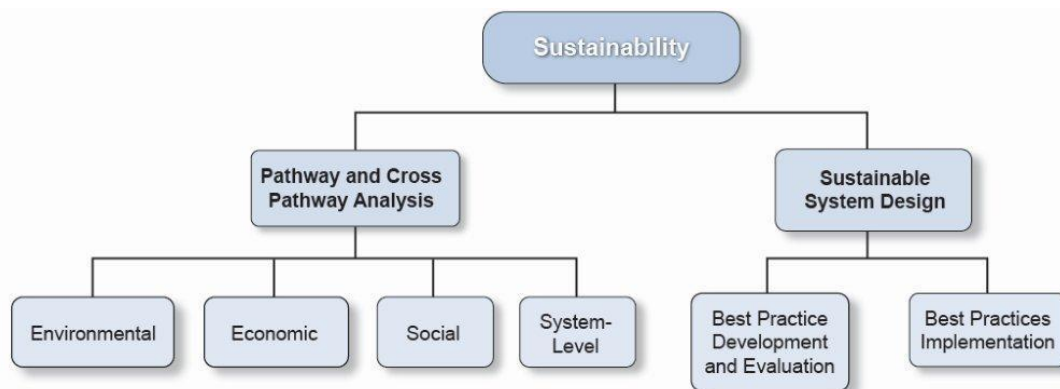 Sustainability
Pathway and Cross
Pathway Analysis
Sustainable
System Design
Environmental
Economic
Social
System-
Level
Best Practice
Development
and Evaluation
Best Practices
Implementation